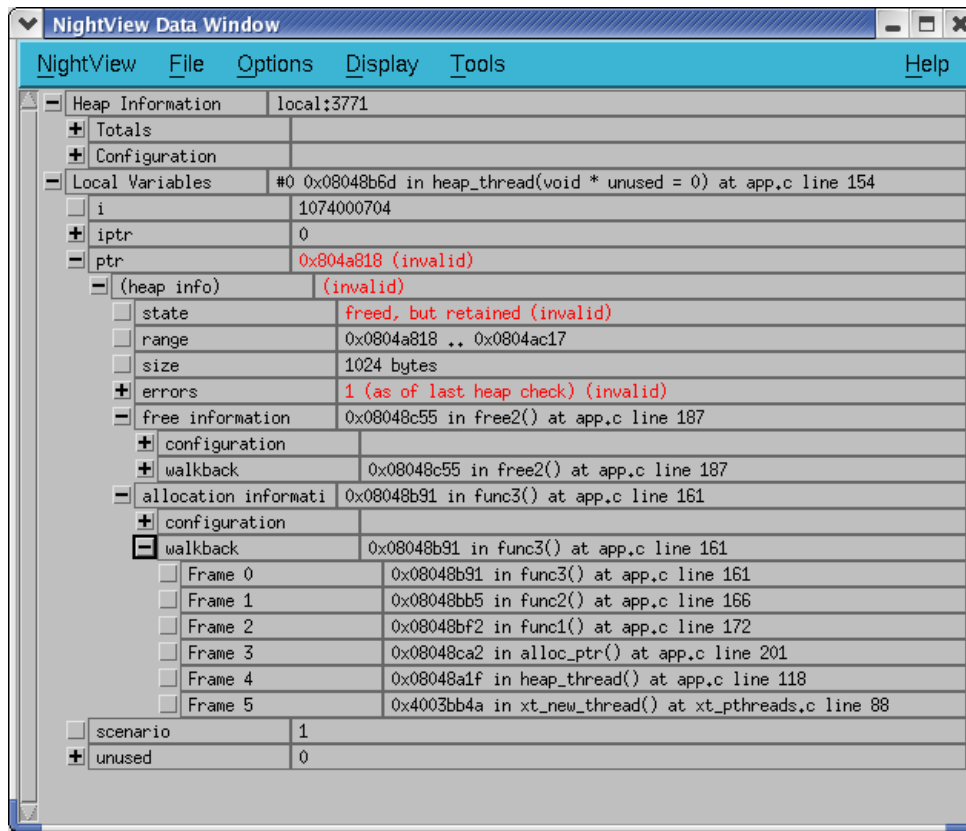 NightView Data Window
NightView File Options Display Tools Help
Heap Information local:3771
Totals
Configuration
Local Variables #0 0x08048b6d in heap_thread(void * unused = 0) at app.c line 154
i 1074000704
iptr 0
ptr 0x804a818 (invalid)
(heap info) (invalid)
state freed, but retained (invalid)
range 0x0804a818 .. 0x0804ac17
size 1024 bytes
errors 1 (as of last heap check) (invalid)
free information 0x08048c55 in free2() at app.c line 187
configuration
walkback 0x08048c55 in free2() at app.c line 187
allocation informati 0x08048b91 in func3() at app.c line 161
configuration
walkback 0x08048b91 in func3() at app.c line 161
Frame 0 0x08048b91 in func3() at app.c line 161
Frame 1 0x08048bb5 in func2() at app.c line 166
Frame 2 0x08048bf2 in func1() at app.c line 172
Frame 3 0x08048ca2 in alloc_ptr() at app.c line 201
Frame 4 0x08048a1f in heap_thread() at app.c line 118
Frame 5 0x4003bb4a in xt_new_thread() at xt_pthreads.c line 88
scenario 1
unused 0